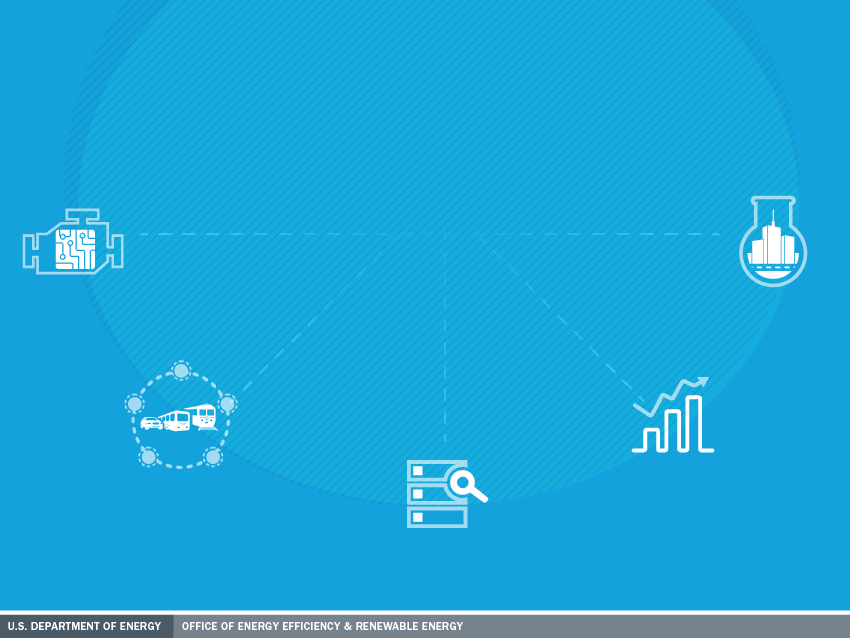 U.S. DEPARTMENT OF ENERGY
OFFICE OF ENERGY EFFICIENCY & RENEWABLE ENERGY